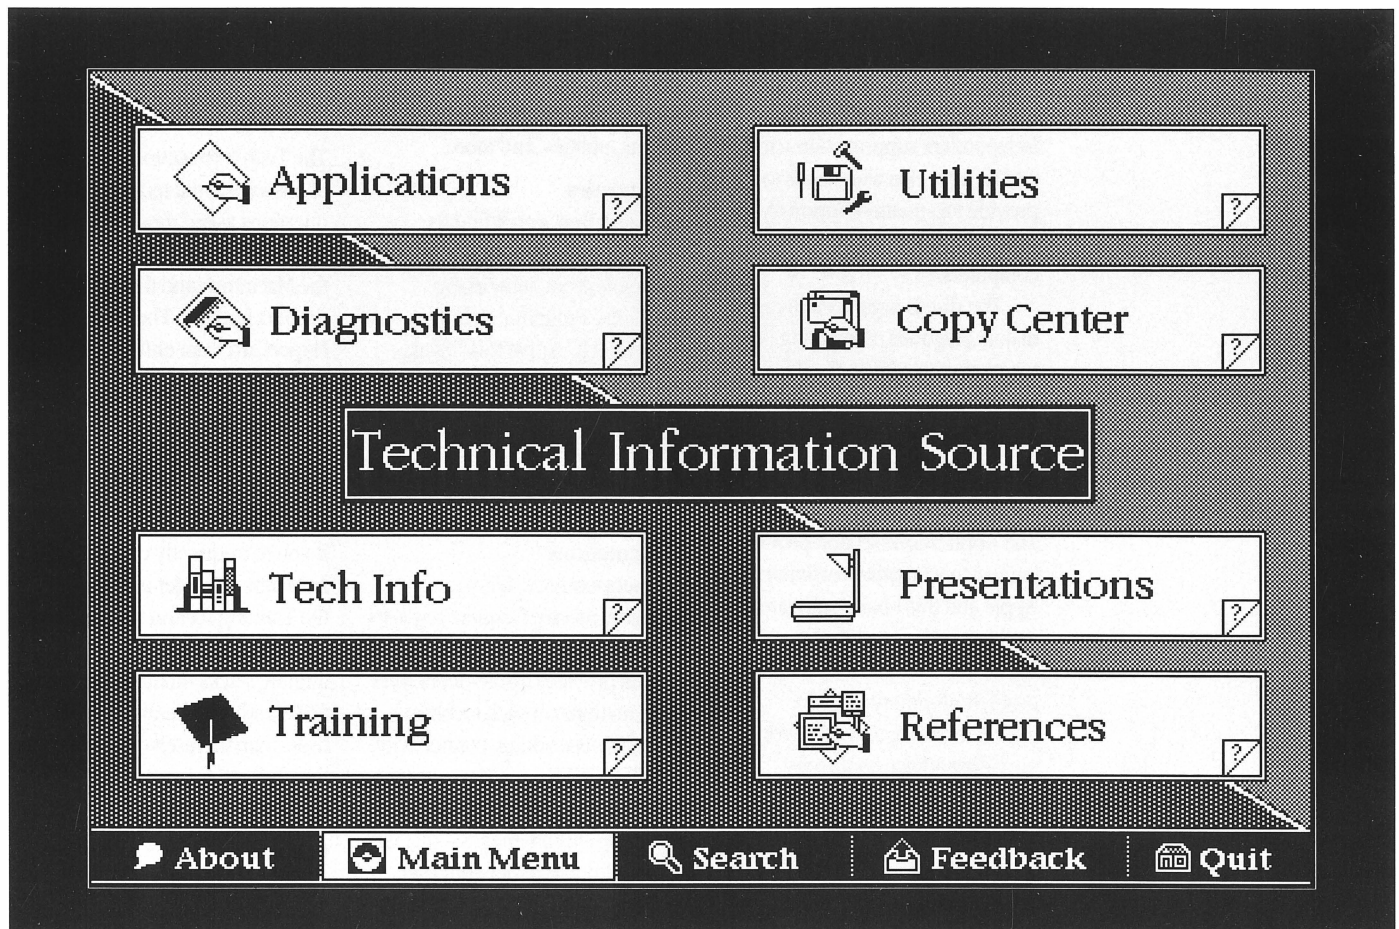 Applications
?
Utilities
?
Diagnostics
?
Copy Center
?
Technical Information Source
Tech Info
?
Presentations
?
Training
?
References
?
About
Main Menu
Search
Feedback
Quit